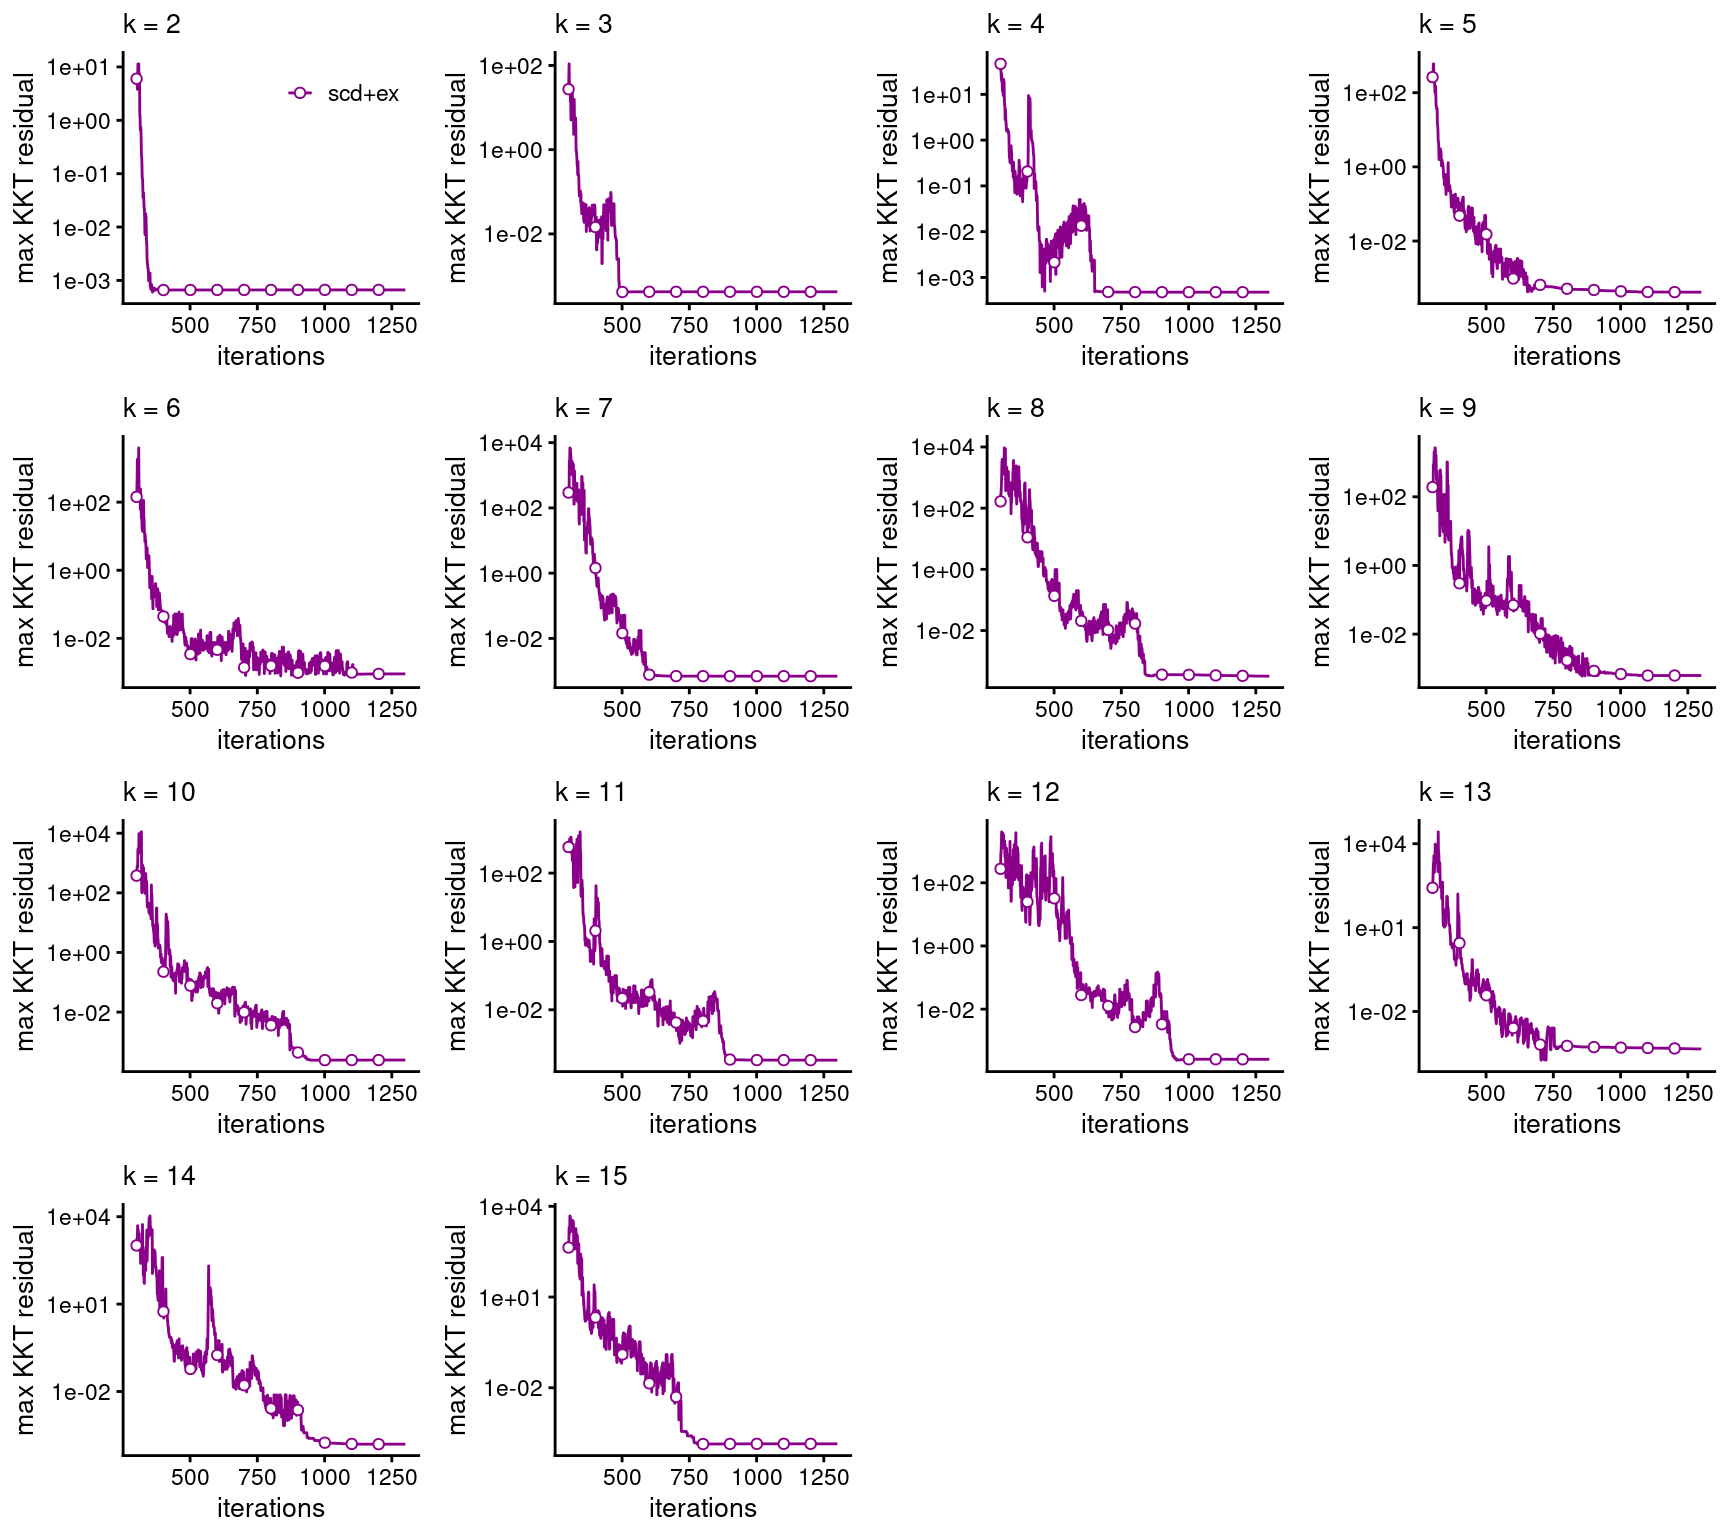 k = 2
k = 3
k = 4
k = 5
max KKT residual
1e+01
1e+00
1e-01
1e-02
1e-03
scd+ex
500 750 1000 1250
iterations
max KKT residual
1e+02
1e+00
1e-02
500 750 1000 1250
iterations
max KKT residual
1e+01
1e+00
1e-01
1e-02
1e-03
500 750 1000 1250
iterations
max KKT residual
1e+02
1e+00
1e-02
500 750 1000 1250
iterations
k = 6
k = 7
k = 8
k = 9
max KKT residual
1e+02
1e+00
1e-02
500 750 1000 1250
iterations
max KKT residual
1e+04
1e+02
1e+00
1e-02
500 750 1000 1250
iterations
max KKT residual
1e+04
1e+02
1e+00
1e-02
500 750 1000 1250
iterations
max KKT residual
1e+02
1e+00
1e-02
500 750 1000 1250
iterations
k = 10
k = 11
k = 12
k = 13
max KKT residual
1e+04
1e+02
1e+00
1e-02
500 750 1000 1250
iterations
max KKT residual
1e+02
1e+00
1e-02
500 750 1000 1250
iterations
max KKT residual
1e+02
1e+00
1e-02
500 750 1000 1250
iterations
max KKT residual
1e+04
1e+01
1e-02
500 750 1000 1250
iterations
k = 14
k = 15
max KKT residual
1e+04
1e+01
1e-02
500 750 1000 1250
iterations
max KKT residual
1e+04
1e+01
1e-02
500 750 1000 1250
iterations